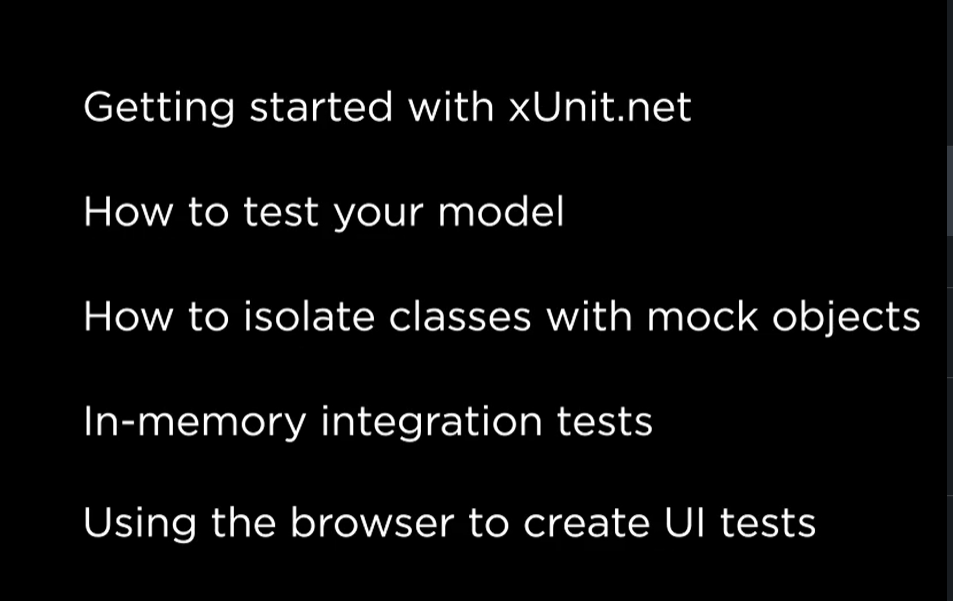 Getting started with xUnit.net
How to test your model
How to isolate classes with mock objects
In-memory integration tests
Using the browser to create UI tests